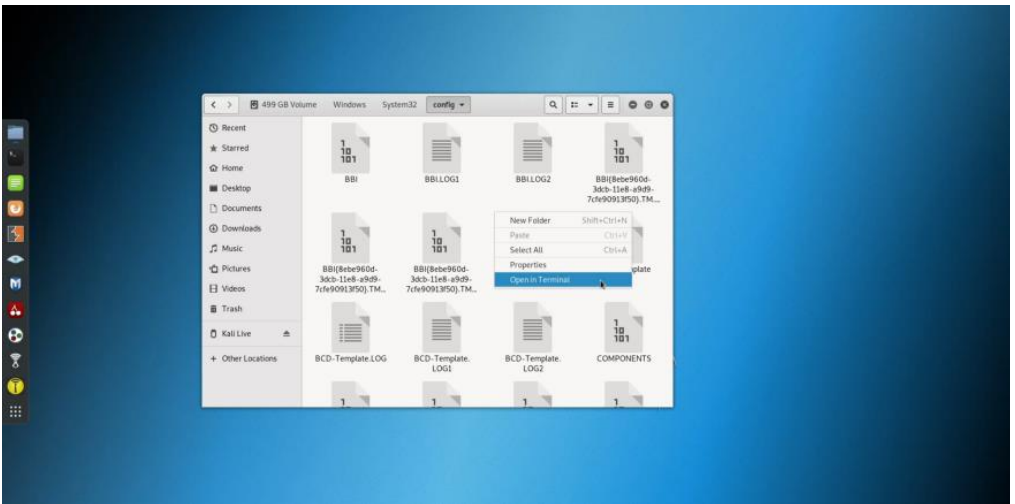 499 GB Volume Windows System32 config
Recent
Starred
Home
Desktop
Documents
Downloads
Music
Pictures
Videos
Trash
Kali Live
+ Other Locations
BBI
BBI.LOG1
BBI.LOG2
BBI{8ebe960d-
3dcb-11e8-a9d9-
7cfe90913f50}.TM...
BBI{8ebe960d-
3dcb-11e8-a9d9-
7cfe90913f50}.TM...
BBI{8ebe960d-
3dcb-11e8-a9d9-
7cfe90913f50}.TM...
New Folder Shift+Ctrl+N
Paste Ctrl+V
Select All Ctrl+A
Properties
Open in Terminal
plate
BCD-Template.LOG
BCD-Template.
LOG1
BCD-Template.
LOG2
COMPONENTS